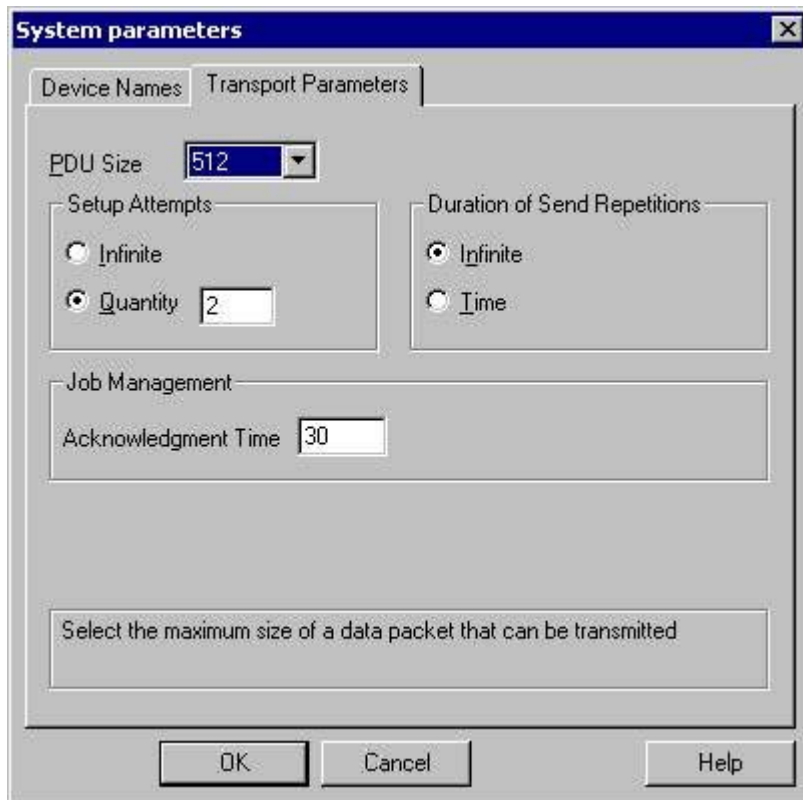 System parameters
Device Names Transport Parameters
PDU Size 512
Setup Attempts Duration of Send Repetitions
Infinite Infinite
Quantity 2 Time
Job Management
Acknowledgment Time 30
Select the maximum size of a data packet that can be transmitted
OK Cancel Help